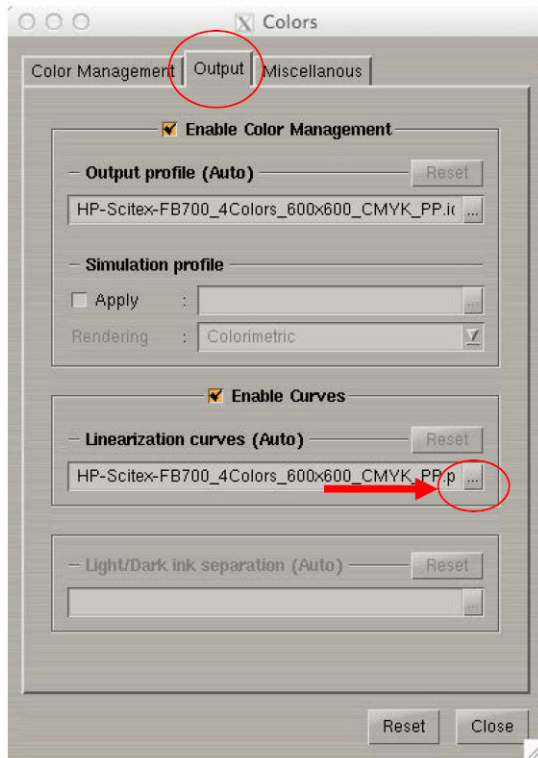 Colors
Color Management Output Miscellanous
Enable Color Management
Output profile (Auto) Reset
HP-Scitex-FB700_4Colors_600x600_CMYK_PP.ic ...
Simulation profile
Apply : ...
Rendering : Colorimetric
Enable Curves
Linearization curves (Auto) Reset
HP-Scitex-FB700_4Colors_600x600_CMYK_PP.p ...
Light/Dark ink separation (Auto) Reset
...
Reset Close